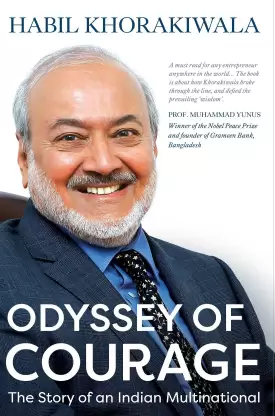 HABIL KHORAKIWALA
A must read for any entrepreneur
anywhere in the world... The book
is about how Khorakiwala broke
through the line, and defied the
prevailing 'wisdom'.
PROF. MUHAMMAD YUNUS
Winner of the Nobel Peace Prize
and founder of Grameen Bank,
Bangladesh
ODYSSEY OF
COURAGE
The Story of an Indian Multinational